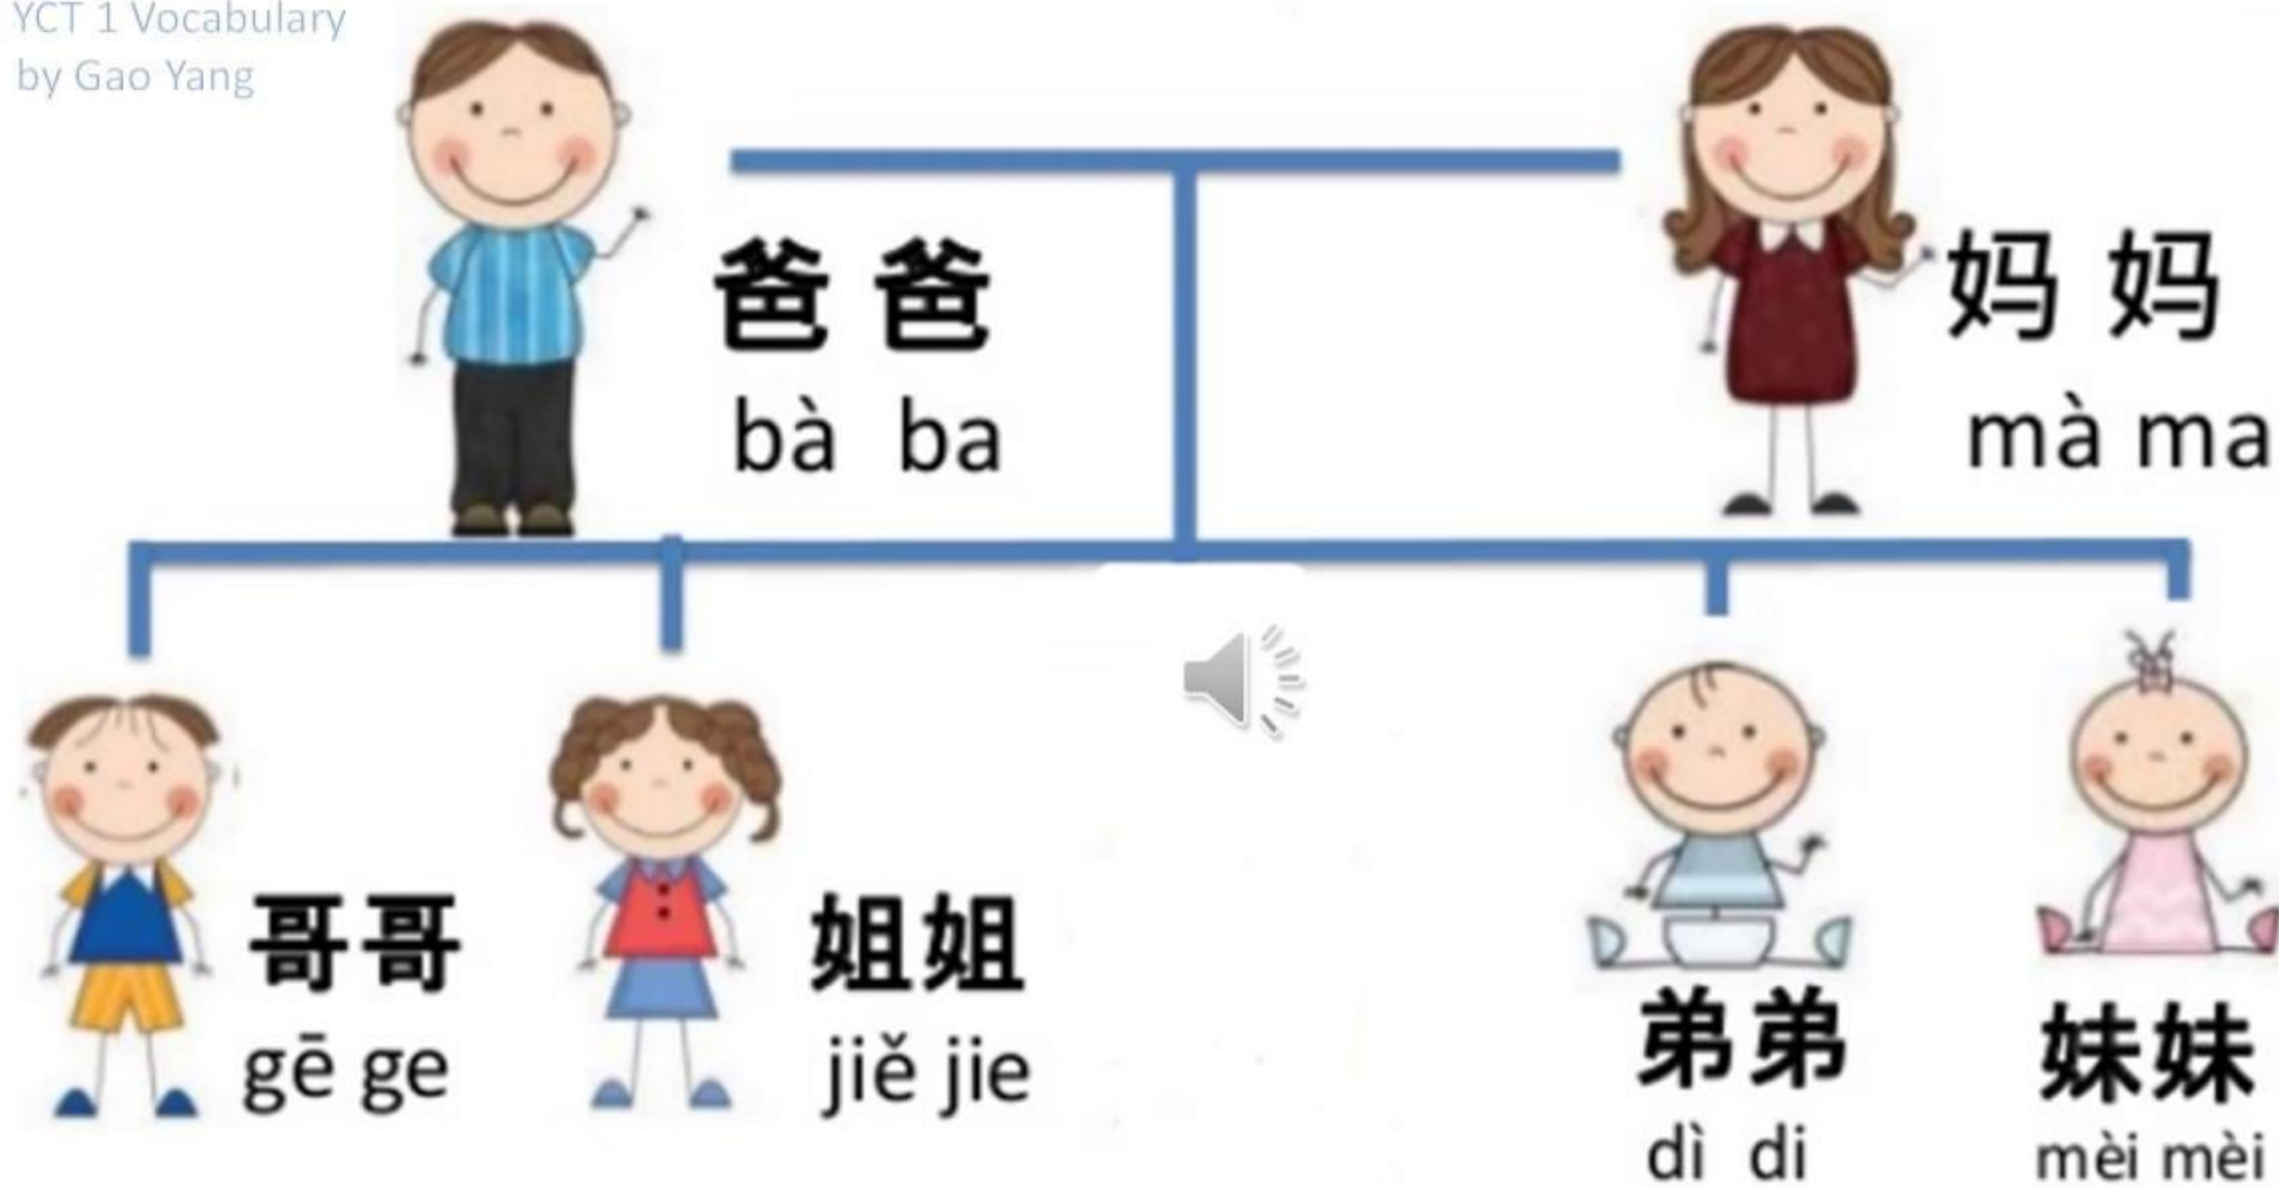 YCT 1 Vocabulary
by Gao Yang
爸 爸
bà ba
妈 妈
mà ma
哥哥
gē ge
姐姐
jiě jie
弟弟
dì di
妹妹
mèi mèi